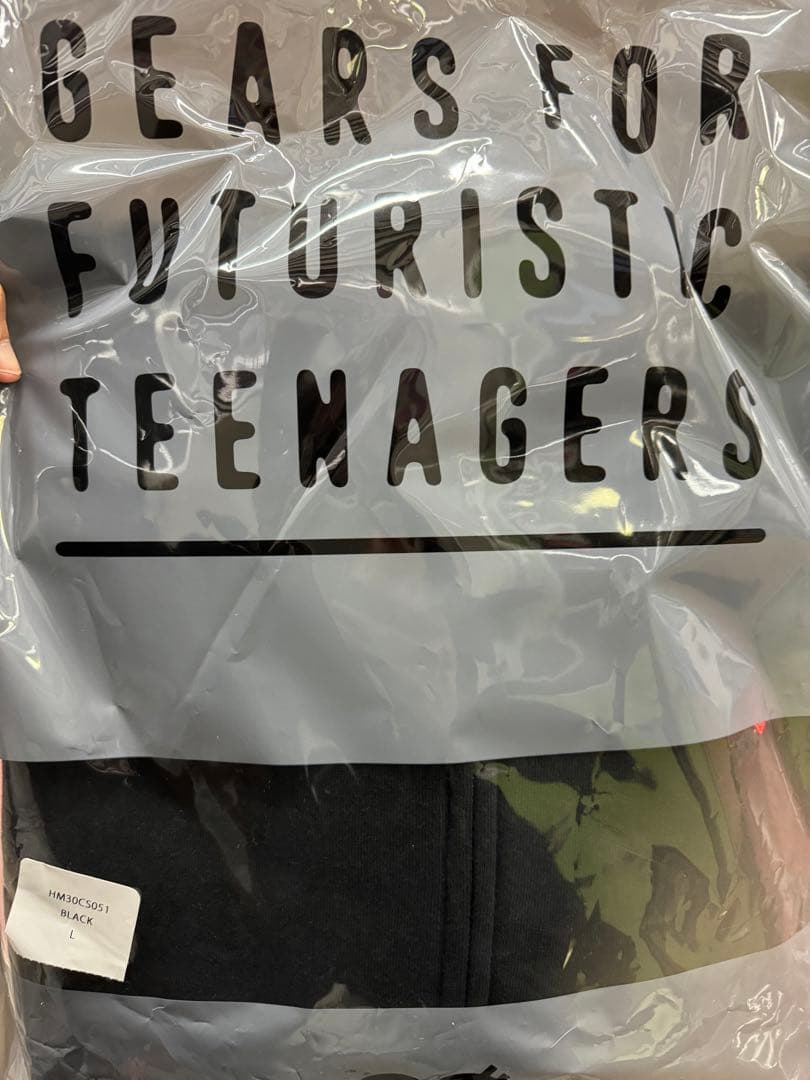 GEARS FOR
FUTURISTIC
TEENAGERS
HM30CS051
BLACK
L